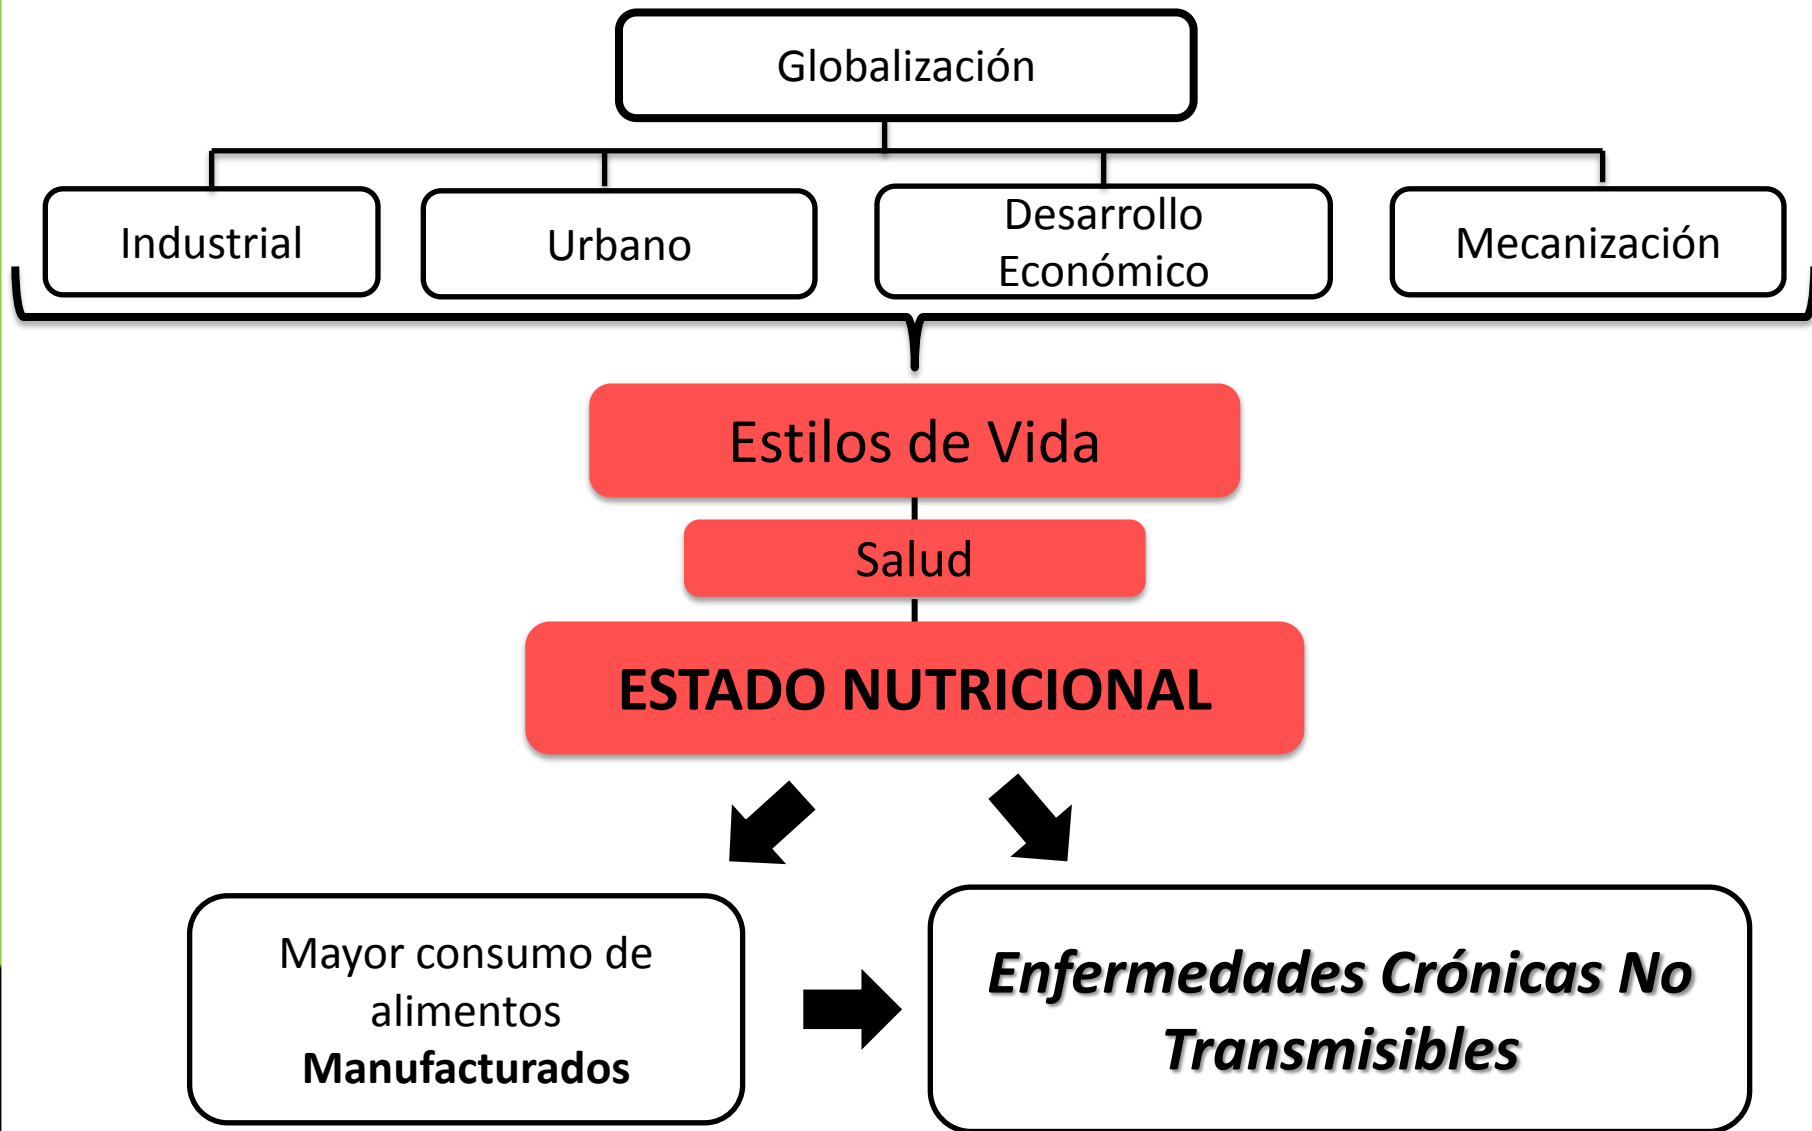 Globalización
Industrial
Urbano
Desarrollo
Económico
Mecanización
Estilos de Vida
Salud
ESTADO NUTRICIONAL
Mayor consumo de
alimentos
Manufacturados
Enfermedades Crónicas No
Transmisibles